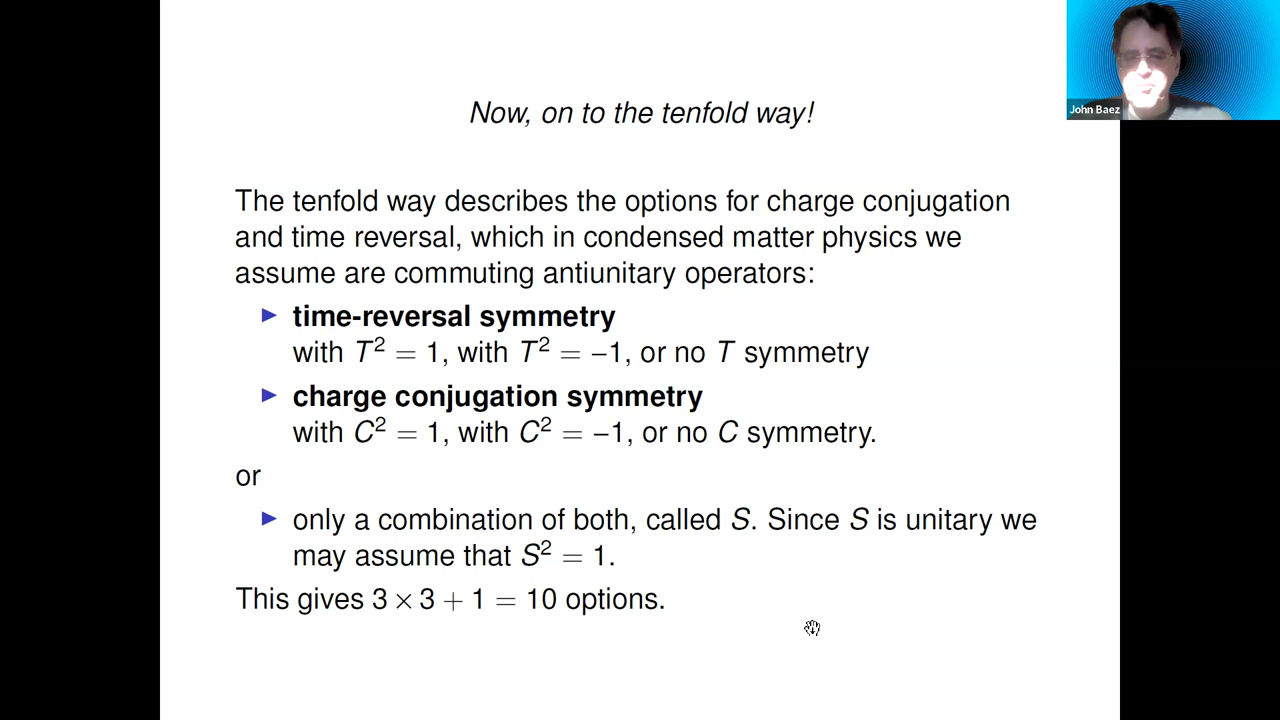 Now, on to the tenfold way!
John Baez
The tenfold way describes the options for charge conjugation
and time reversal, which in condensed matter physics we
assume are commuting antiunitary operators:
▶ time-reversal symmetry
with T² = 1, with T² = −1, or no T symmetry
▶ charge conjugation symmetry
with C² = 1, with C² = −1, or no C symmetry.
or
▶ only a combination of both, called S. Since S is unitary we
may assume that S² = 1.
This gives 3 × 3 + 1 = 10 options.